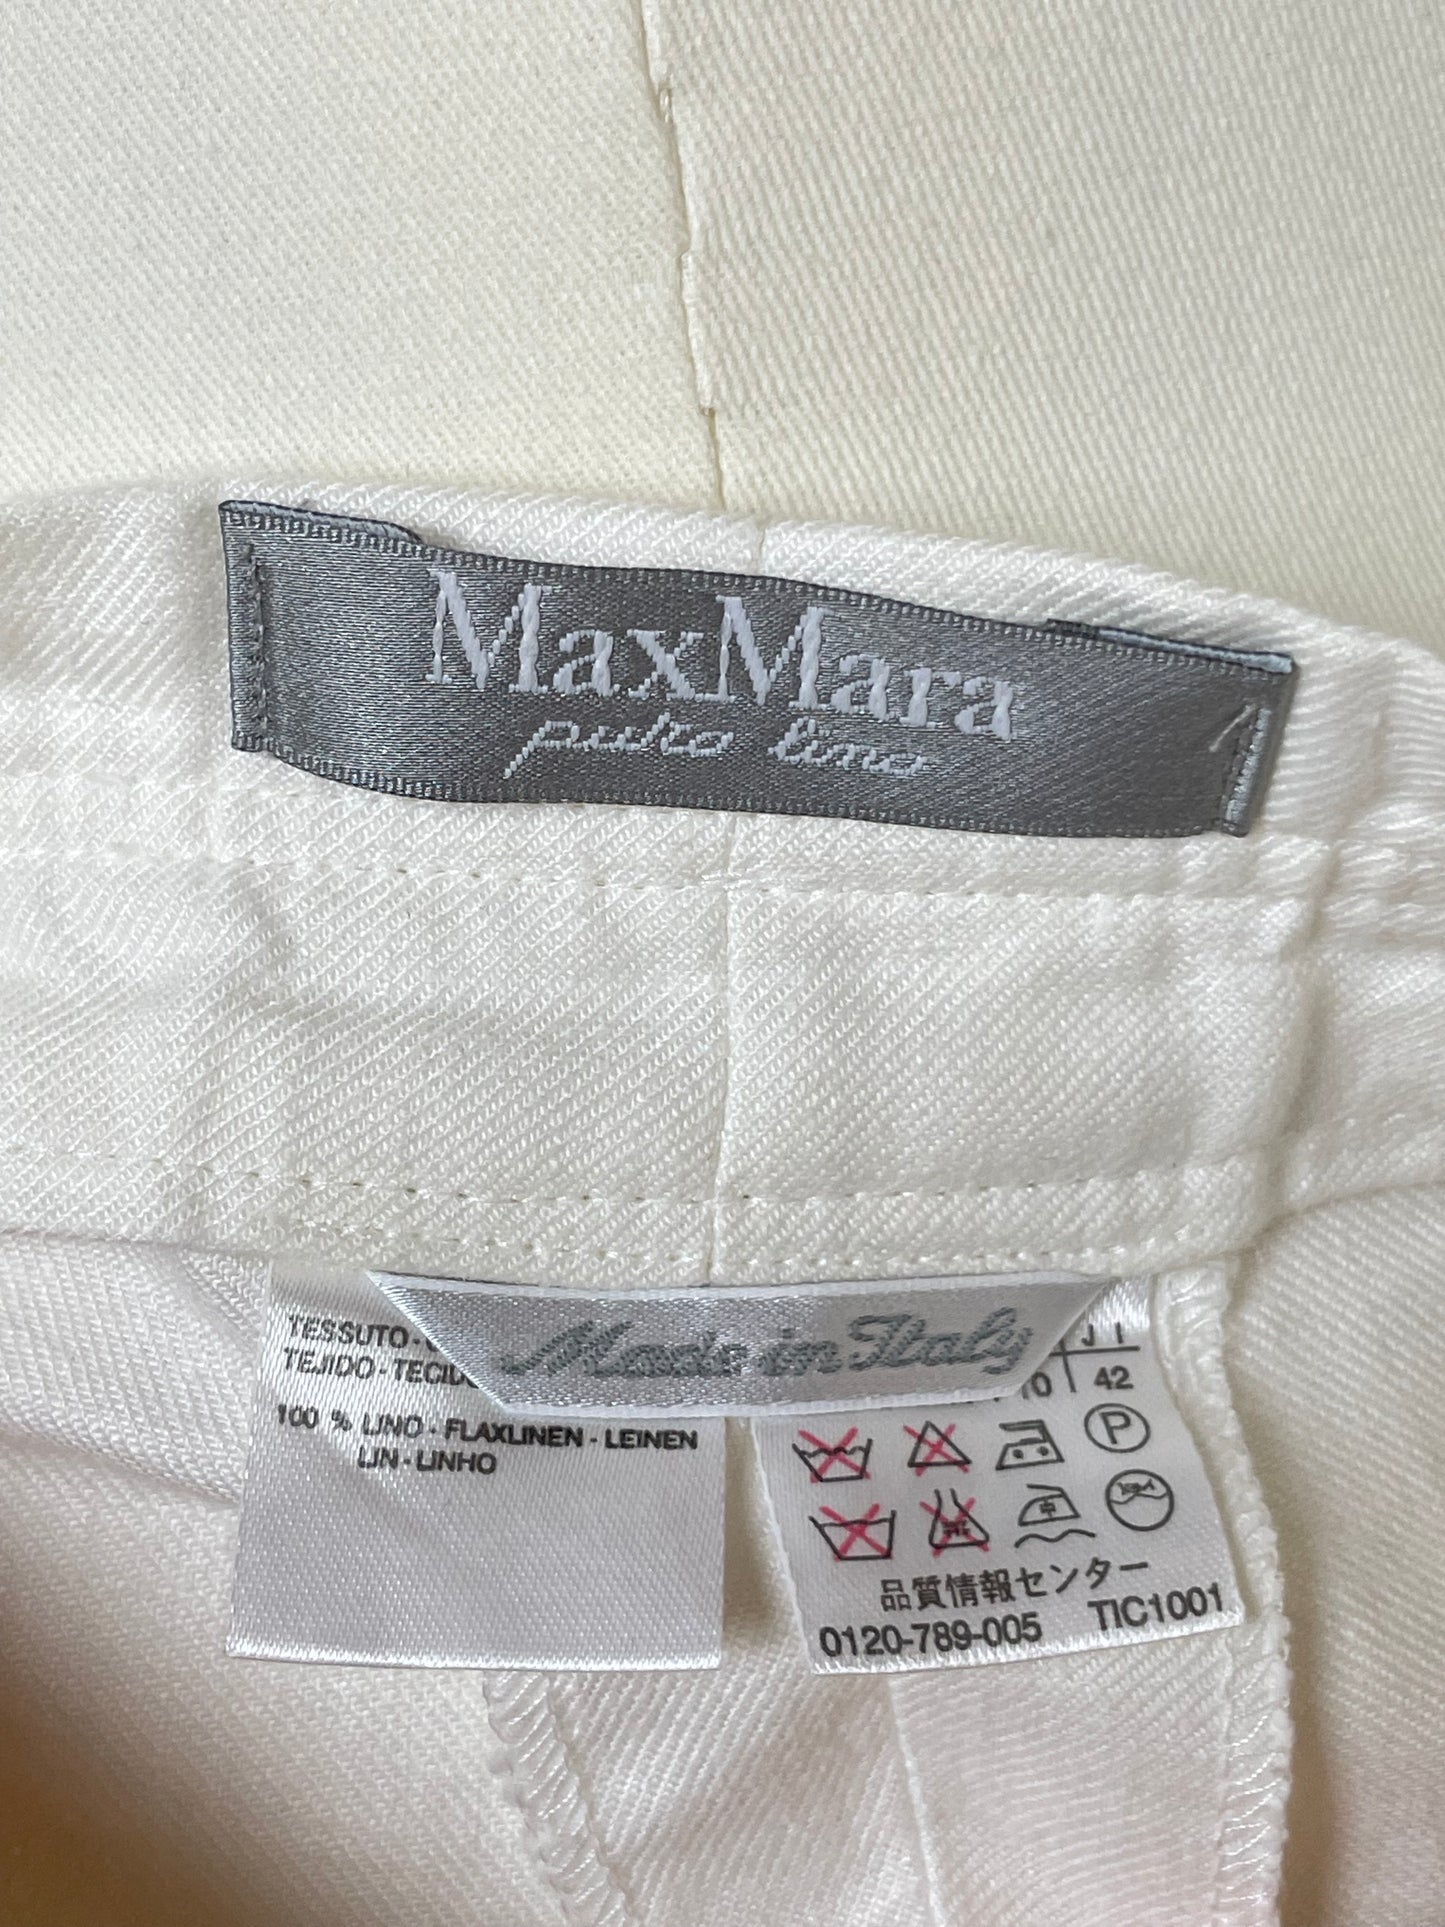 MaxMara
puro lino
Made in Italy
TESSUTO -
TEJIDO - TECID
100 % LINO - FLAXLINEN - LEINEN
LIN - LINHO
J I
10 42
P
品質情報センター
0120-789-005 TIC1001